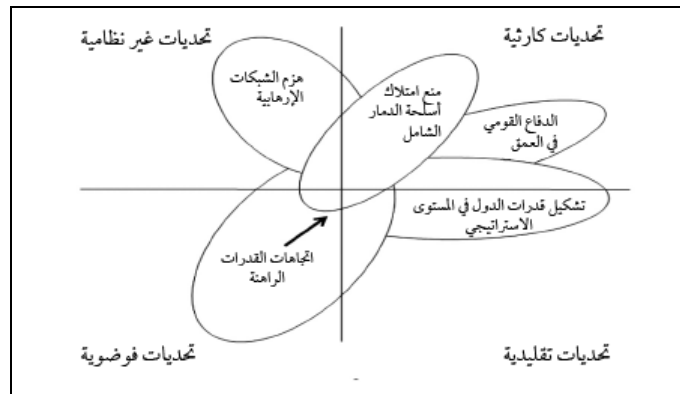 تحديات كارثية
تحديات غير نظامية
هزم الشبكات
الإرهابية
منع امتلاك
أسلحة الدمار
الشامل
الدفاع القومي
في العمق
تشكيل قدرات الدول في المستوى
الاستراتيجي
اتجاهات القدرات
الراهنة
تحديات تقليدية
تحديات فوضوية